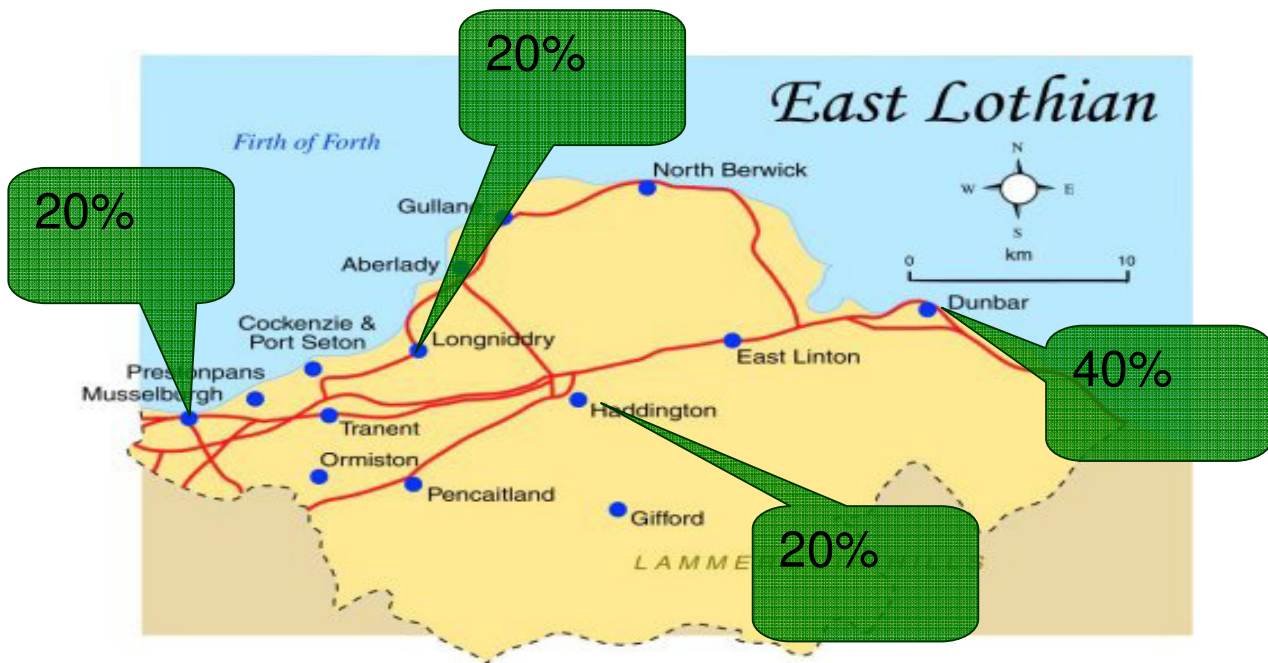 20%
East Lothian
Firth of Forth
N
W E
S
km
0 10
20%
North Berwick
Gullane
Aberlady
Dunbar
Cockenzie &
Port Seton
Longniddry
East Linton
40%
Prestonpans
Musselburgh
Haddington
Tranent
Ormiston
Pencaitland
Gifford
20%